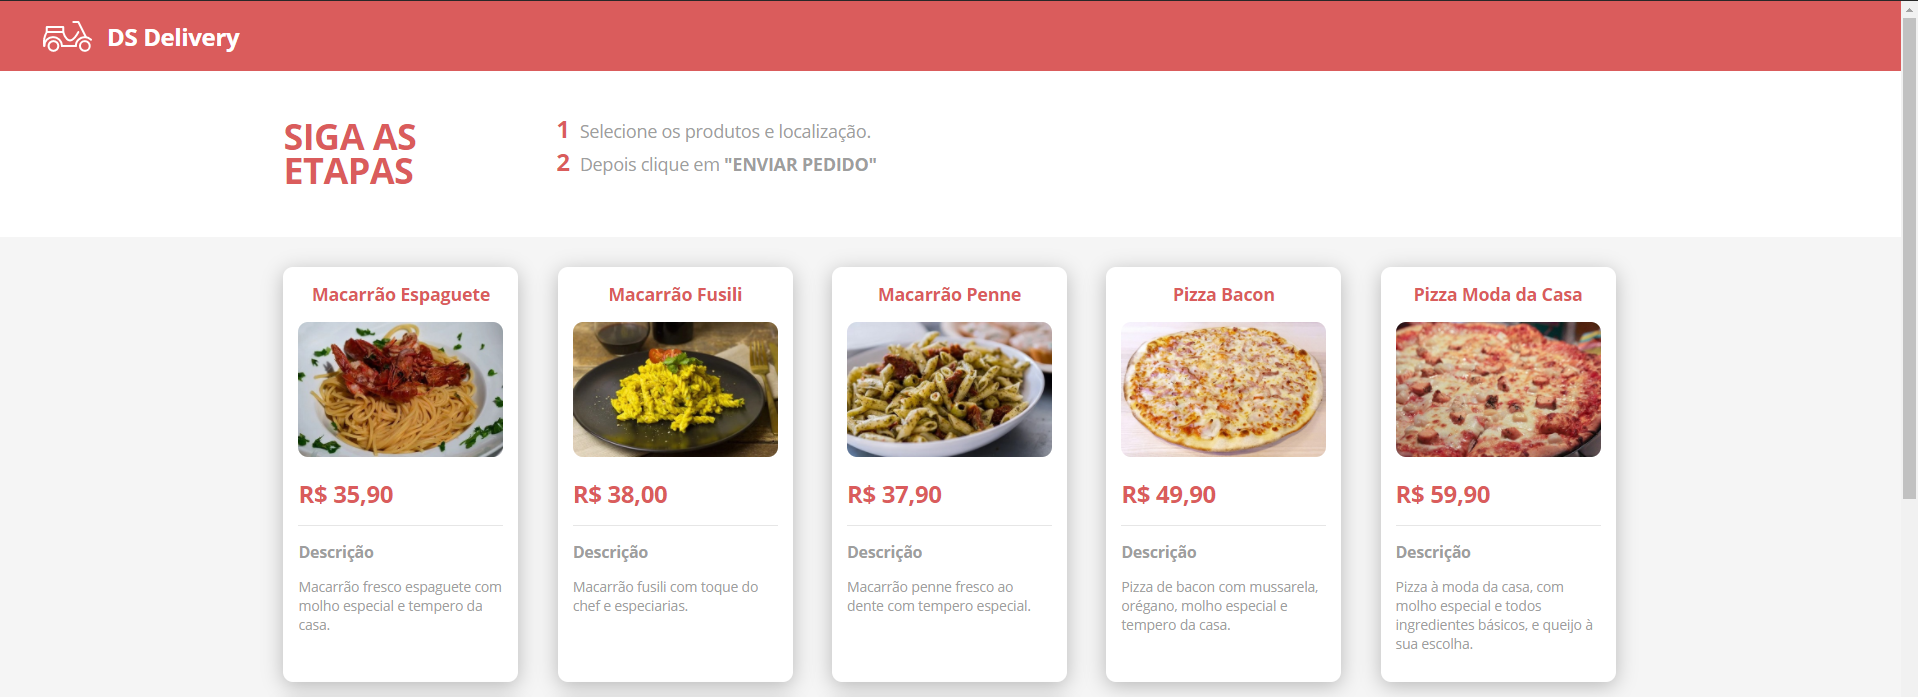 DS Delivery
SIGA AS
ETAPAS
1 Selecione os produtos e localização.
2 Depois clique em "ENVIAR PEDIDO"
Macarrão Espaguete
R$ 35,90
Descrição
Macarrão fresco espaguete com
molho especial e tempero da
casa.
Macarrão Fusili
R$ 38,00
Descrição
Macarrão fusili com toque do
chef e especiarias.
Macarrão Penne
R$ 37,90
Descrição
Macarrão penne fresco ao
dente com tempero especial.
Pizza Bacon
R$ 49,90
Descrição
Pizza de bacon com mussarela,
orégano, molho especial e
tempero da casa.
Pizza Moda da Casa
R$ 59,90
Descrição
Pizza à moda da casa, com
molho especial e todos
ingredientes básicos, e queijo à
sua escolha.